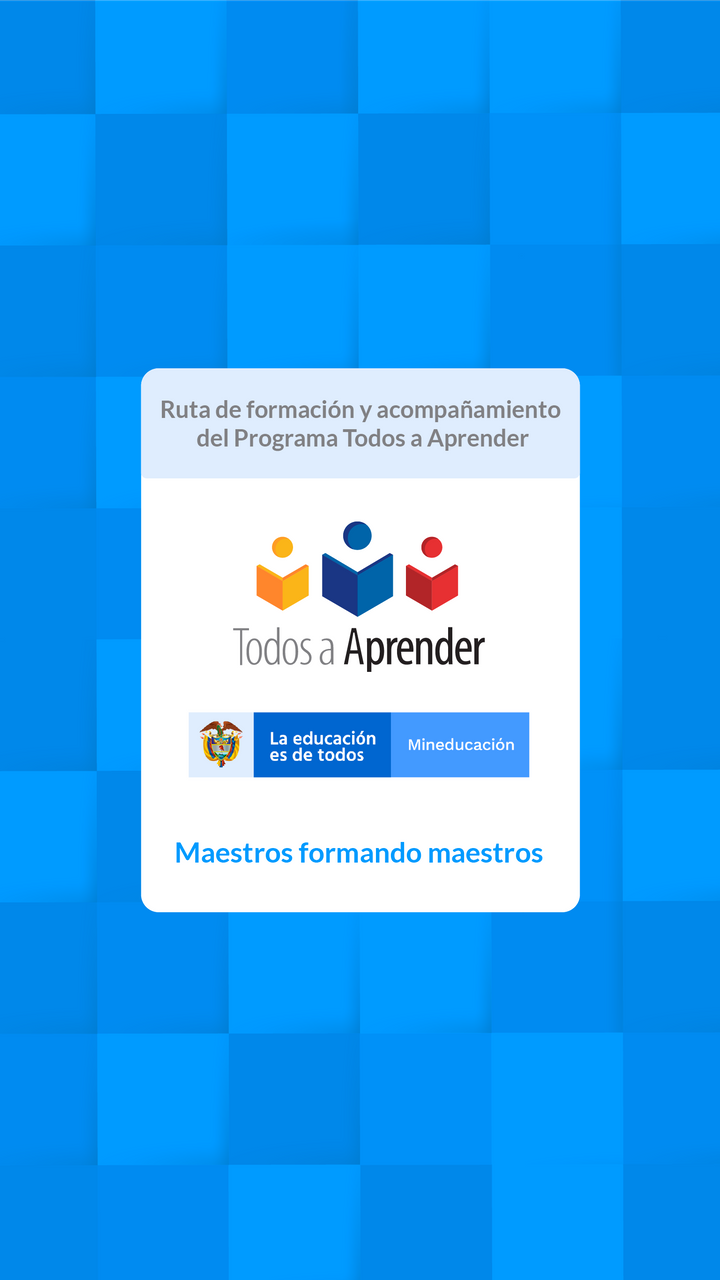 Ruta de formación y acompañamiento
del Programa Todos a Aprender
Todos a Aprender
La educación
es de todos
Mineducación
Maestros formando maestros